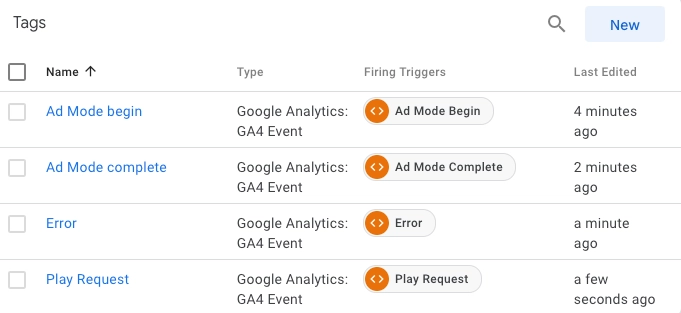 Tags
New
Name Type Firing Triggers Last Edited
Ad Mode begin Google Analytics: Ad Mode Begin 4 minutes
GA4 Event ago
Ad Mode complete Google Analytics: Ad Mode Complete 2 minutes
GA4 Event ago
Error Google Analytics: Error a minute
GA4 Event ago
Play Request Google Analytics: Play Request a few
GA4 Event seconds ago